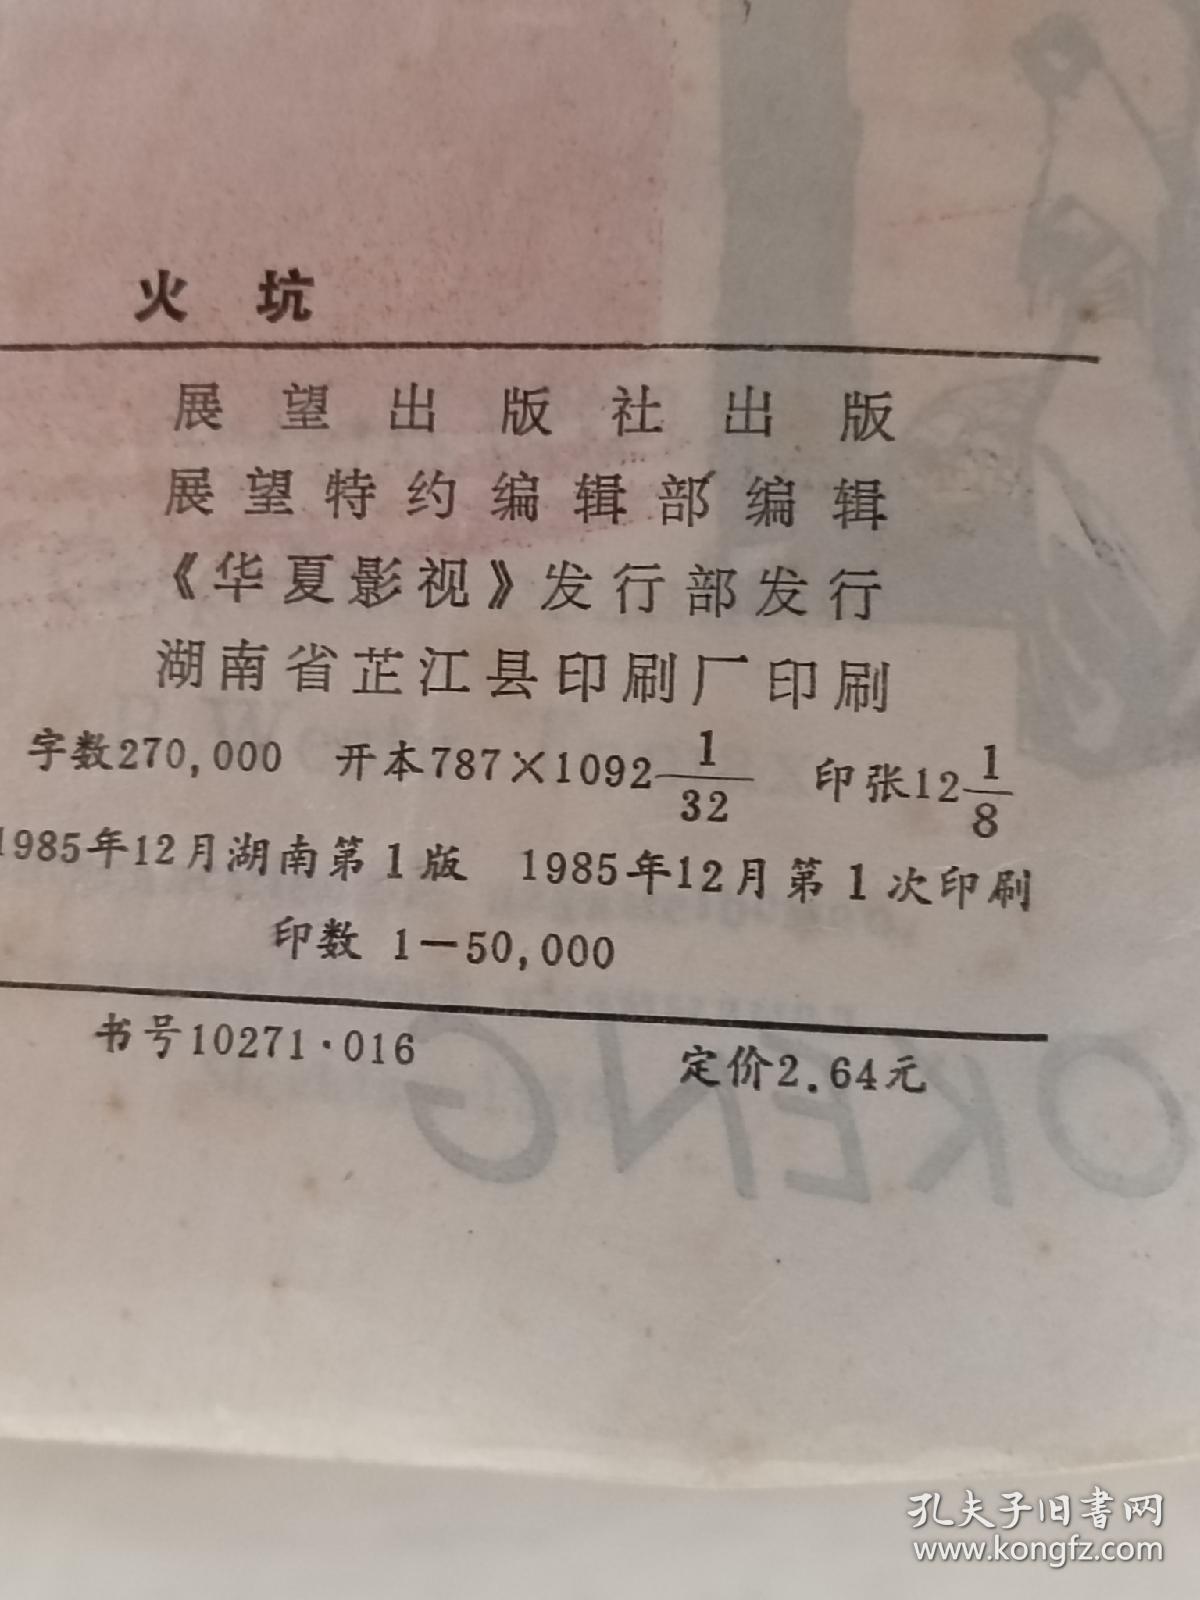 火 坑
展望出版社出版
展望特约编辑部编辑
《华夏影视》发行部发行
湖南省芷江县印刷厂印刷
字数270,000 开本787×1092 1/32 印张12 1/8
1985年12月湖南第1版 1985年12月第1次印刷
印数 1—50,000
书号10271·016 定价2.64元
OKENG
孔夫子旧书网
www.kongfz.com